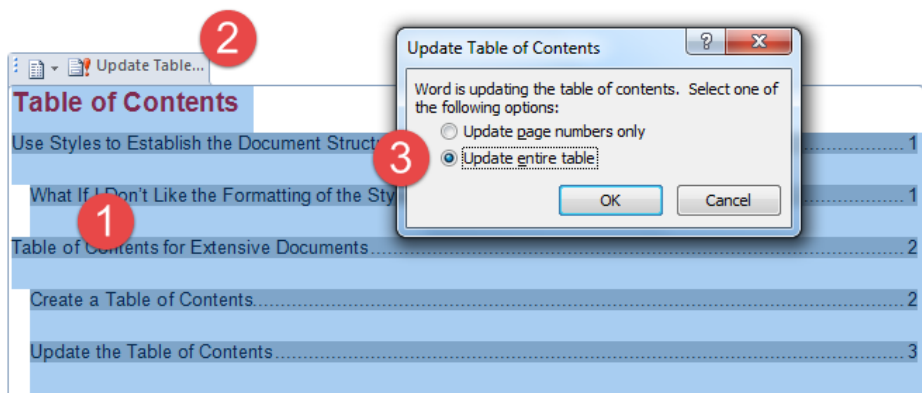 2
Update Table...
Table of Contents
Use Styles to Establish the Document Structu 1
What If I Don't Like the Formatting of the Sty 1
1
Table of Contents for Extensive Documents 2
Create a Table of Contents 2
Update the Table of Contents 3
Update Table of Contents
Word is updating the table of contents. Select one of
the following options:
Update page numbers only
3
Update entire table
OK Cancel